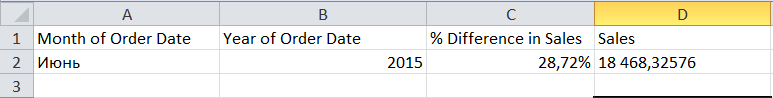 A B C D
1 Month of Order Date Year of Order Date % Difference in Sales Sales
2 Июнь 2015 28,72% 18 468,32576
3